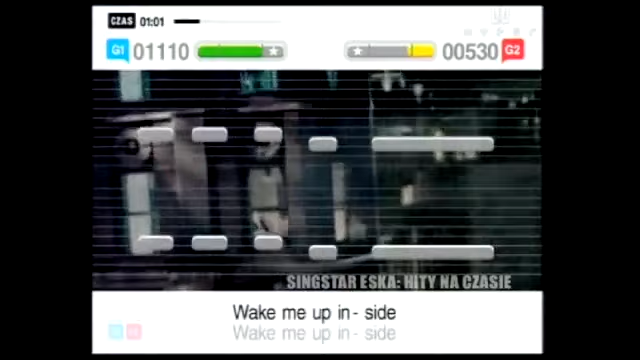 CZAS 01:01
G1 01110 00530 G2
SINGSTAR ESKA: HITY NA CZASIE
Wake me up in- side
Wake me up in- side